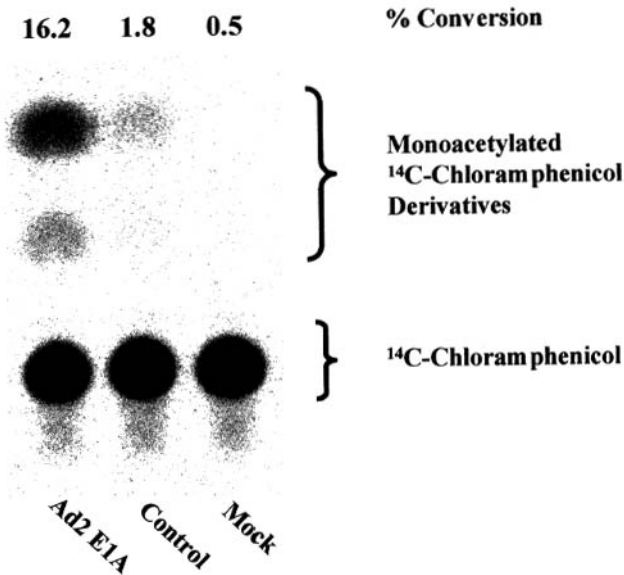 16.2 1.8 0.5 % Conversion
Monoacetylated
¹⁴C-Chloramphenicol
Derivatives
¹⁴C-Chloramphenicol
Ad2 E1A Control Mock